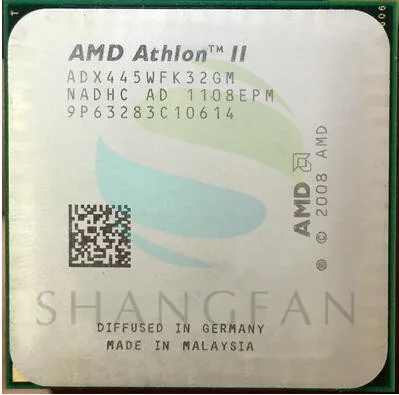 AMD Athlon™ II
ADX445WFK32GM
NADHC AD 1108EPM
9P63283C10614
AMD
® © 2008 AMD
SHANGFAN
DIFFUSED IN GERMANY
MADE IN MALAYSIA